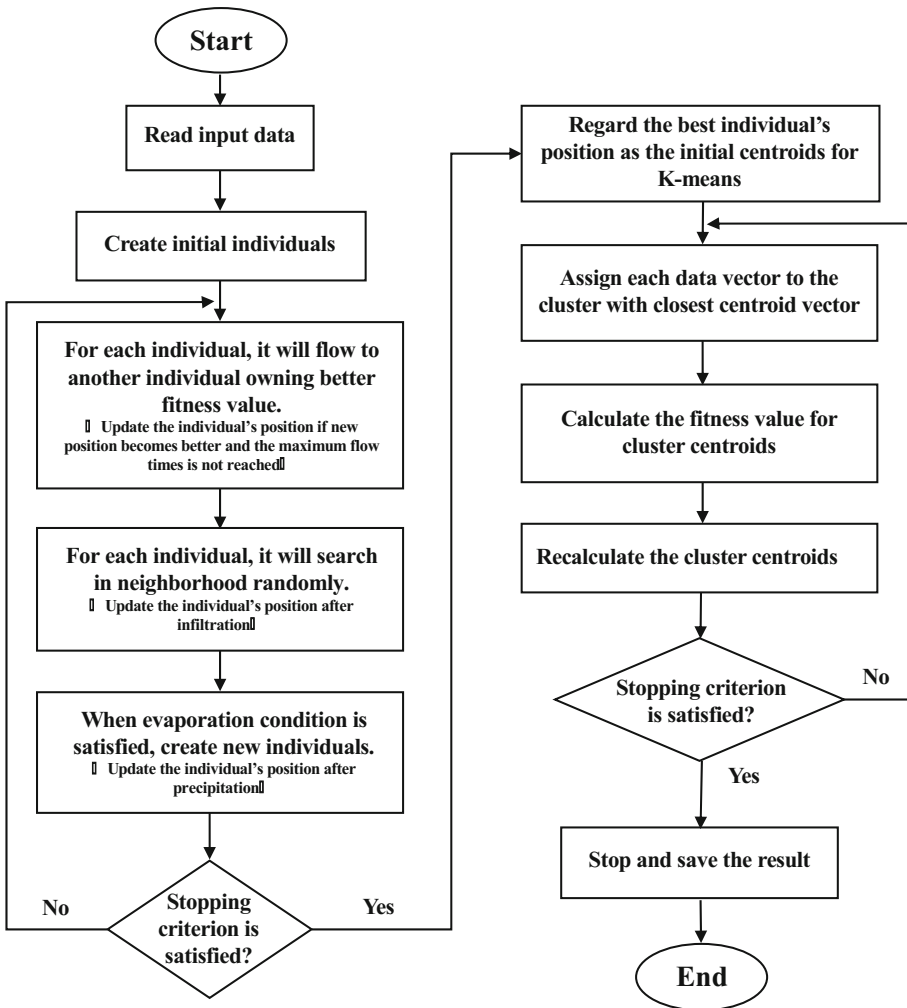 Start
Read input data
Create initial individuals
For each individual, it will flow to
another individual owning better
fitness value.
Update the individual's position if new
position becomes better and the maximum flow
times is not reached
For each individual, it will search
in neighborhood randomly.
Update the individual's position after
infiltration
When evaporation condition is
satisfied, create new individuals.
Update the individual's position after
precipitation
Stopping
criterion is
satisfied?
No
Yes
Regard the best individual's
position as the initial centroids for
K-means
Assign each data vector to the
cluster with closest centroid vector
Calculate the fitness value for
cluster centroids
Recalculate the cluster centroids
Stopping criterion
is satisfied?
No
Yes
Stop and save the result
End